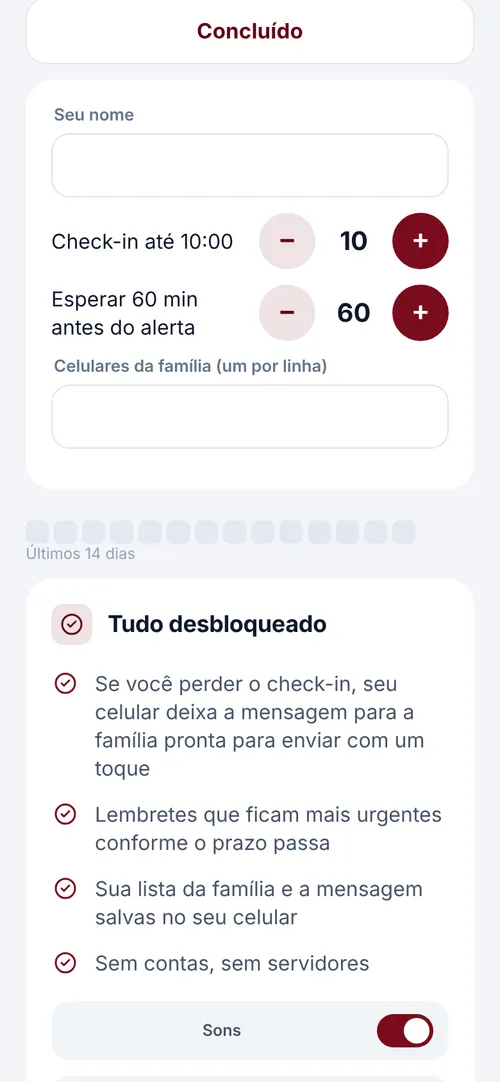 Concluído
Seu nome
Check-in até 10:00
−
10
+
Esperar 60 min
antes do alerta
−
60
+
Celulares da família (um por linha)
Últimos 14 dias
Tudo desbloqueado
Se você perder o check-in, seu
celular deixa a mensagem para a
família pronta para enviar com um
toque
Lembretes que ficam mais urgentes
conforme o prazo passa
Sua lista da família e a mensagem
salvas no seu celular
Sem contas, sem servidores
Sons